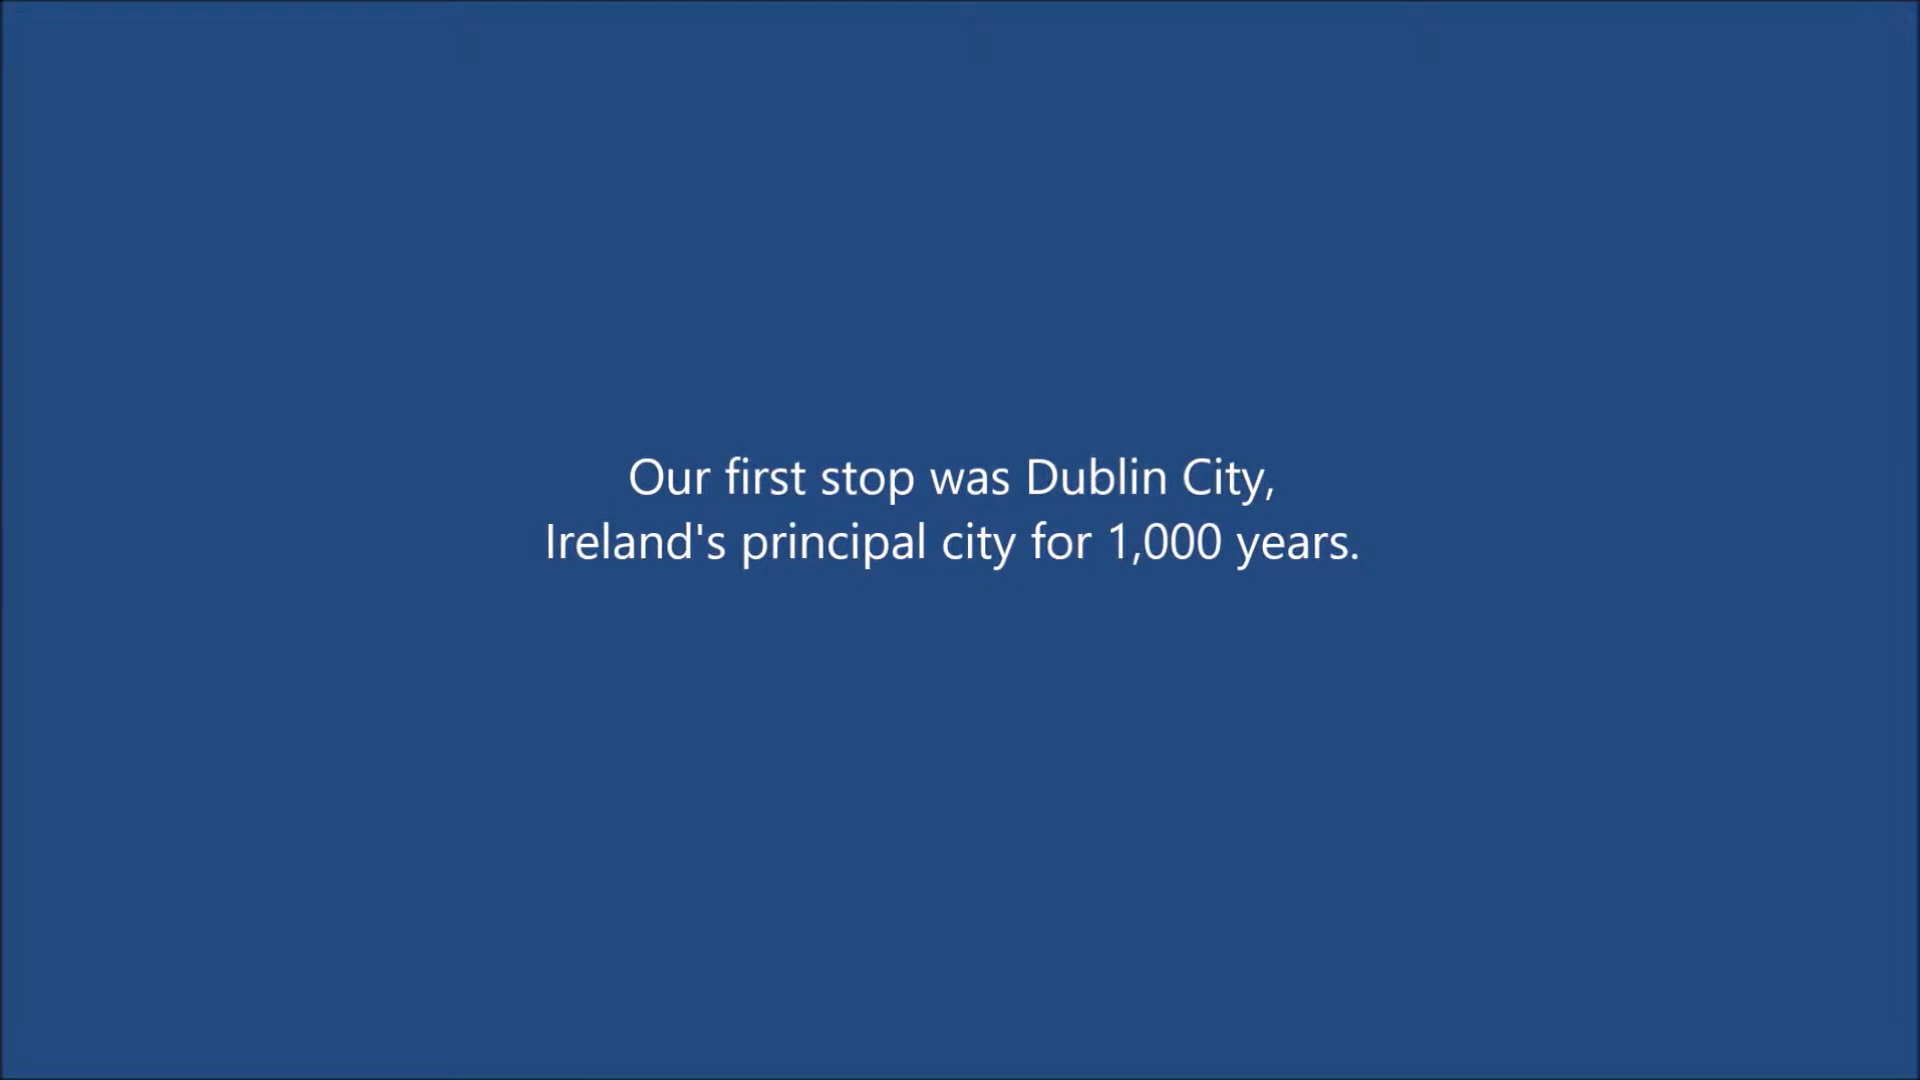 Our first stop was Dublin City,
Ireland's principal city for 1,000 years.